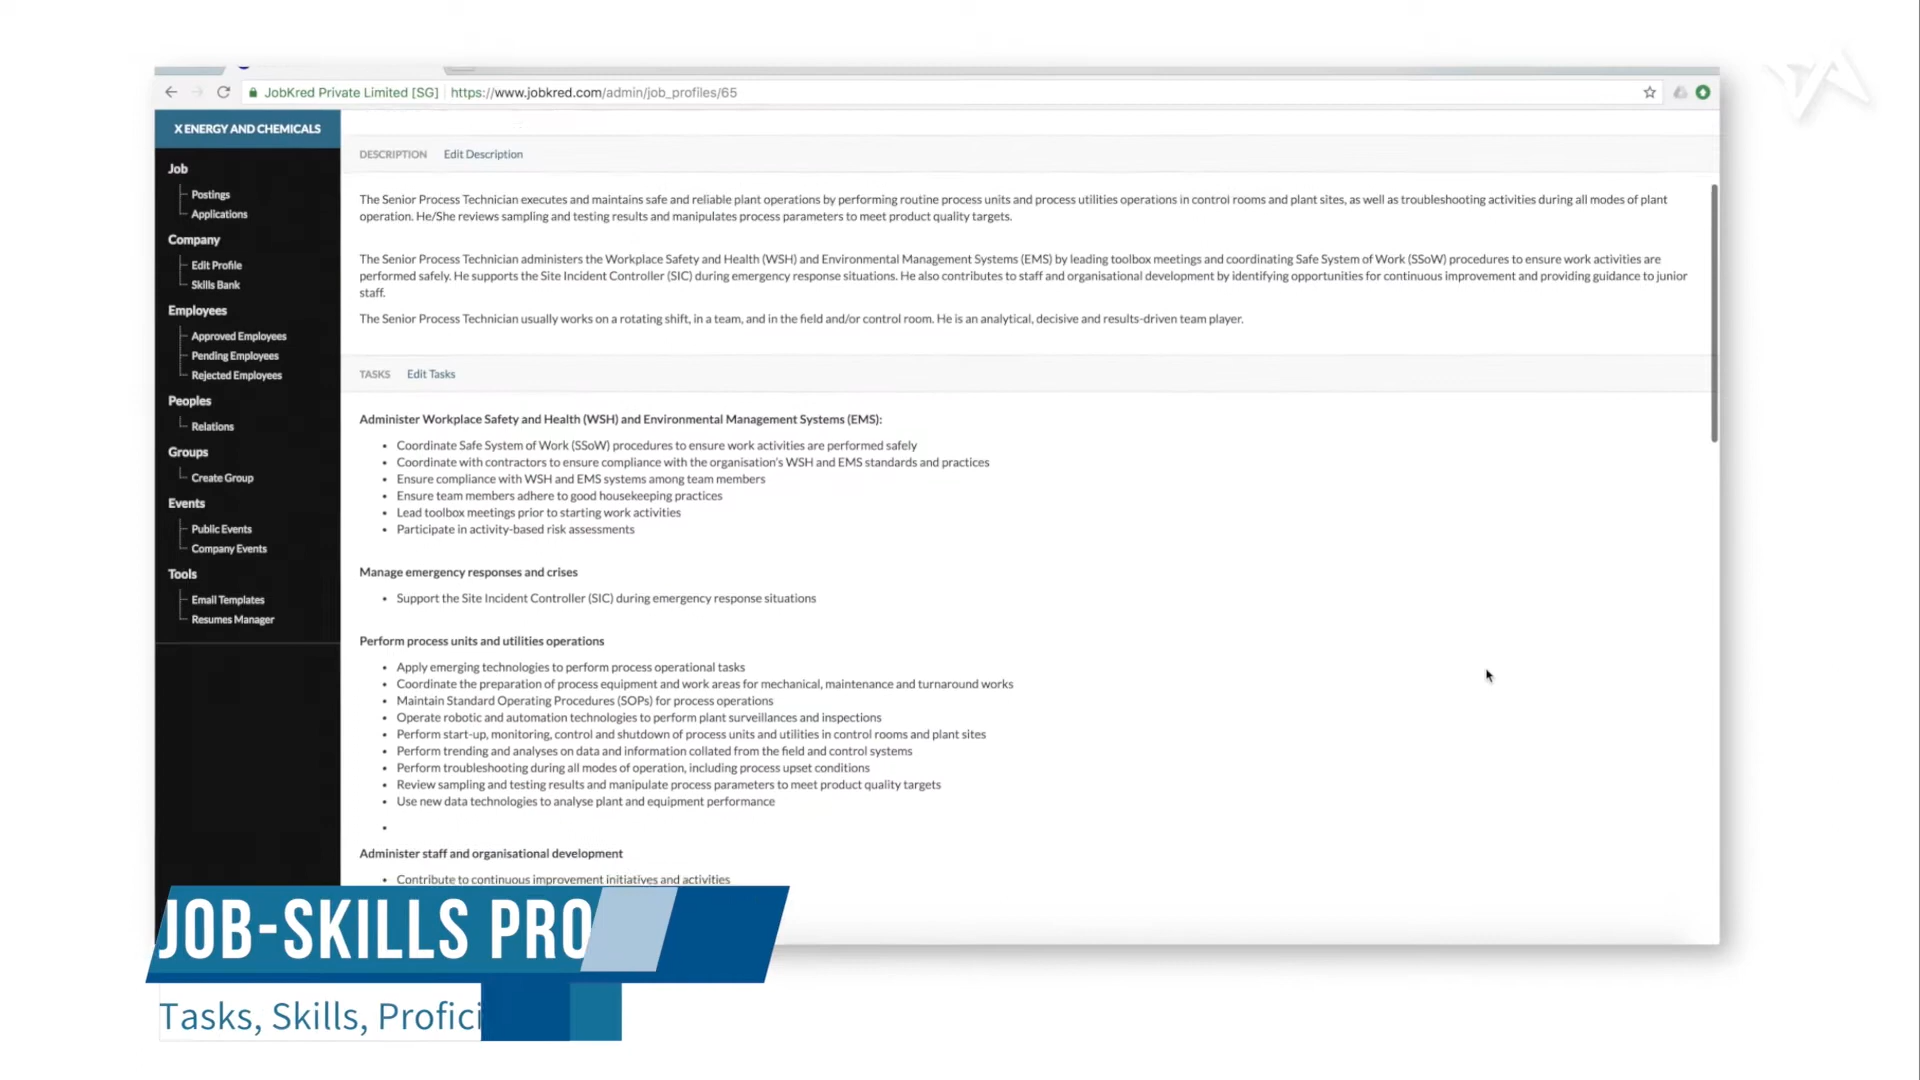 JobKred Private Limited [SG] https://www.jobkred.com/admin/job_profiles/65
X ENERGY AND CHEMICALS
Job
Postings
Applications
Company
Edit Profile
Skills Bank
Employees
Approved Employees
Pending Employees
Rejected Employees
Peoples
Relations
Groups
Create Group
Events
Public Events
Company Events
Tools
Email Templates
Resumes Manager
DESCRIPTION Edit Description
The Senior Process Technician executes and maintains safe and reliable plant operations by performing routine process units and process utilities operations in control rooms and plant sites, as well as troubleshooting activities during all modes of plant
operation. He/She reviews sampling and testing results and manipulates process parameters to meet product quality targets.
The Senior Process Technician administers the Workplace Safety and Health (WSH) and Environmental Management Systems (EMS) by leading toolbox meetings and coordinating Safe System of Work (SSoW) procedures to ensure work activities are
performed safely. He supports the Site Incident Controller (SIC) during emergency response situations. He also contributes to staff and organisational development by identifying opportunities for continuous improvement and providing guidance to junior
staff.
The Senior Process Technician usually works on a rotating shift, in a team, and in the field and/or control room. He is an analytical, decisive and results-driven team player.
TASKS Edit Tasks
Administer Workplace Safety and Health (WSH) and Environmental Management Systems (EMS):
• Coordinate Safe System of Work (SSoW) procedures to ensure work activities are performed safely
• Coordinate with contractors to ensure compliance with the organisation's WSH and EMS standards and practices
• Ensure compliance with WSH and EMS systems among team members
• Ensure team members adhere to good housekeeping practices
• Lead toolbox meetings prior to starting work activities
• Participate in activity-based risk assessments
Manage emergency responses and crises
• Support the Site Incident Controller (SIC) during emergency response situations
Perform process units and utilities operations
• Apply emerging technologies to perform process operational tasks
• Coordinate the preparation of process equipment and work areas for mechanical, maintenance and turnaround works
• Maintain Standard Operating Procedures (SOPs) for process operations
• Operate robotic and automation technologies to perform plant surveillances and inspections
• Perform start-up, monitoring, control and shutdown of process units and utilities in control rooms and plant sites
• Perform trending and analyses on data and information collated from the field and control systems
• Perform troubleshooting during all modes of operation, including process upset conditions
• Review sampling and testing results and manipulate process parameters to meet product quality targets
• Use new data technologies to analyse plant and equipment performance
•
Administer staff and organisational development
• Contribute to continuous improvement initiatives and activities
JOB-SKILLS PRO
Tasks, Skills, Profici
TA